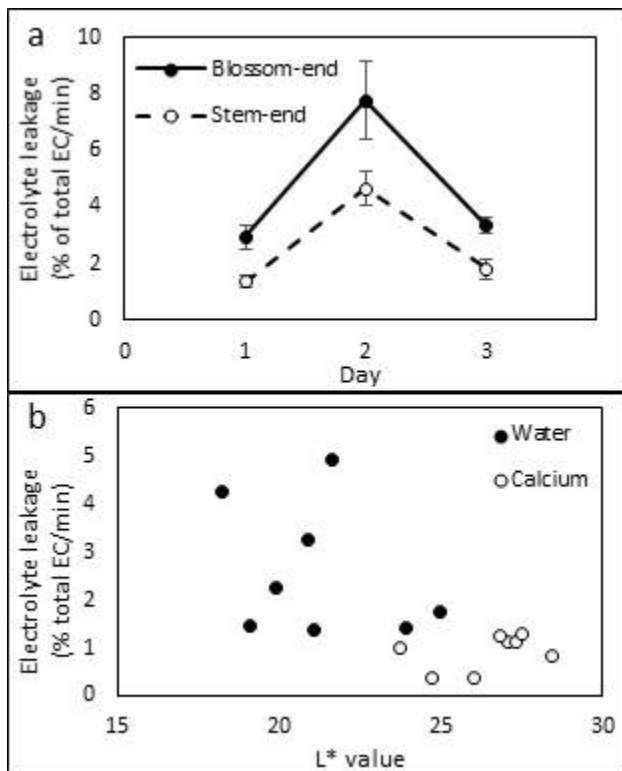 a
Electrolyte leakage
(% of total EC/min)
10
8
6
4
2
0
Blossom-end
Stem-end
0 1 2 3
Day
b
Electrolyte leakage
(% total EC/min)
6
5
4
3
2
1
0
Water
Calcium
15 20 25 30
L* value